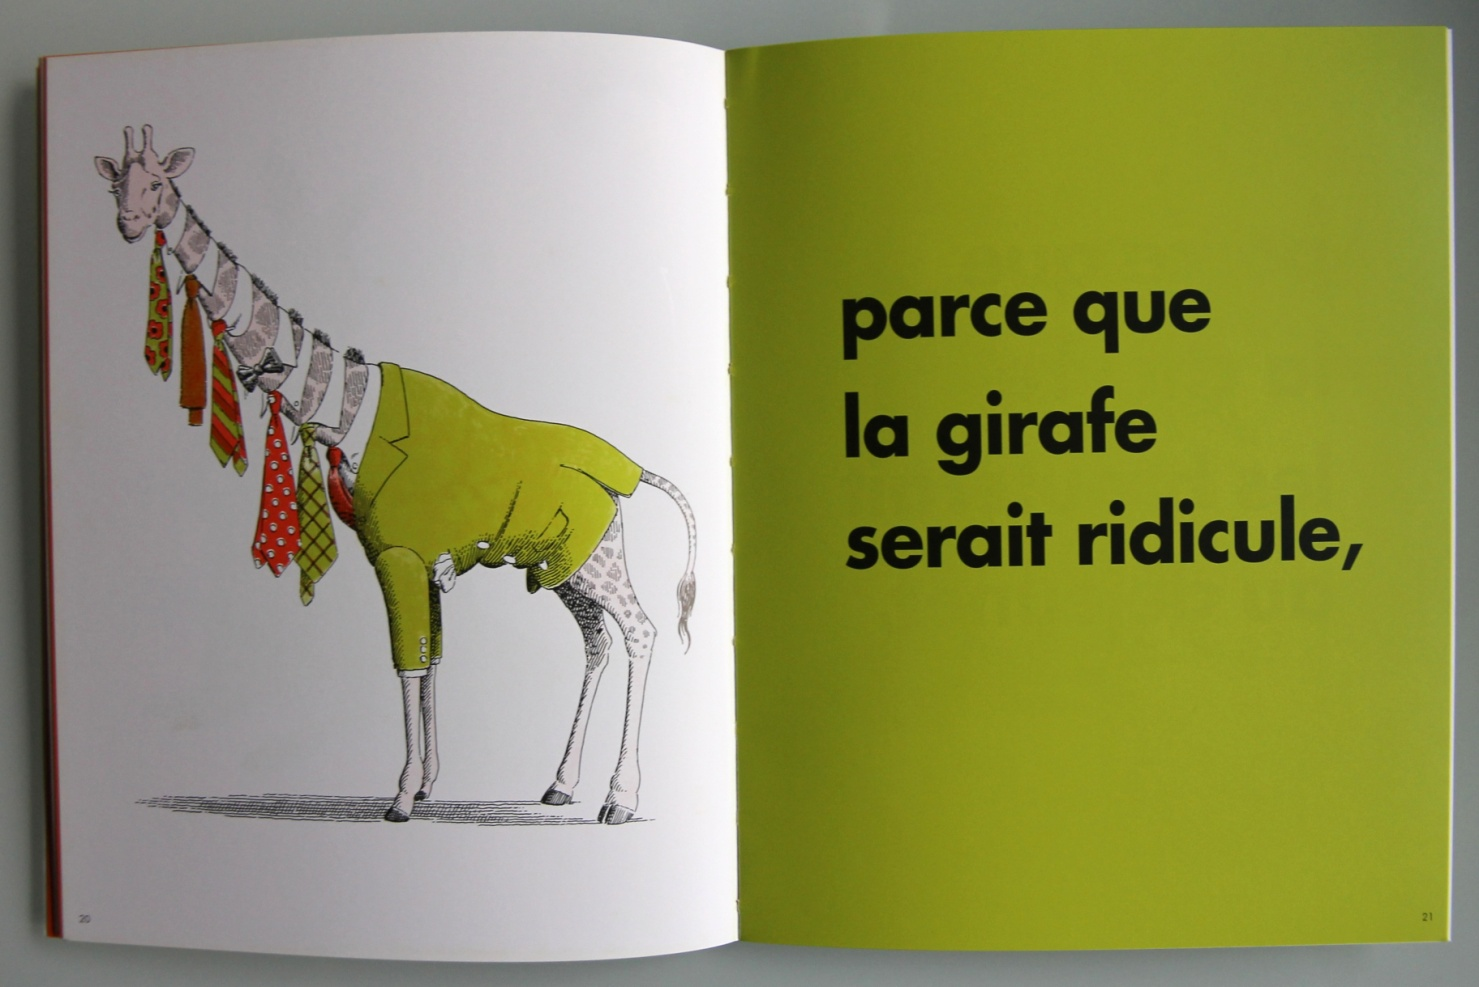 parce que
la girafe
serait ridicule,
20
21